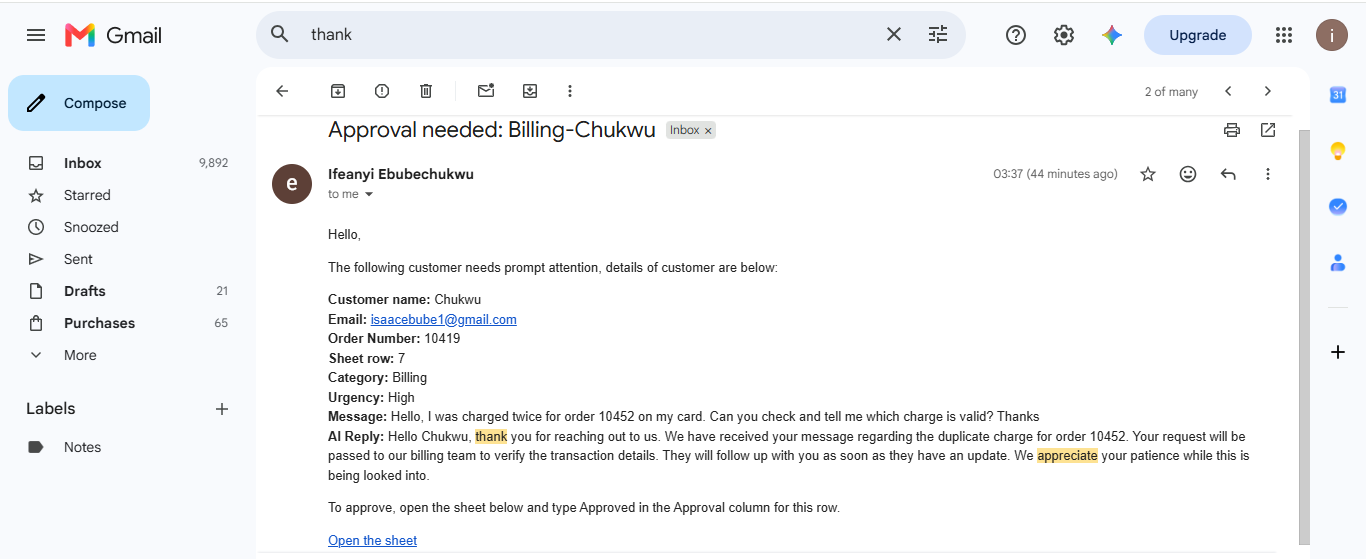 Gmail
thank
Upgrade
i
Compose
2 of many
Inbox 9,892
Starred
Snoozed
Sent
Drafts 21
Purchases 65
More
Labels
Notes
Approval needed: Billing-Chukwu Inbox ×
e
Ifeanyi Ebubechukwu 03:37 (44 minutes ago)
to me
Hello,
The following customer needs prompt attention, details of customer are below:
Customer name: Chukwu
Email: isaacebube1@gmail.com
Order Number: 10419
Sheet row: 7
Category: Billing
Urgency: High
Message: Hello, I was charged twice for order 10452 on my card. Can you check and tell me which charge is valid? Thanks
AI Reply: Hello Chukwu, thank you for reaching out to us. We have received your message regarding the duplicate charge for order 10452. Your request will be
passed to our billing team to verify the transaction details. They will follow up with you as soon as they have an update. We appreciate your patience while this is
being looked into.
To approve, open the sheet below and type Approved in the Approval column for this row.
Open the sheet
31